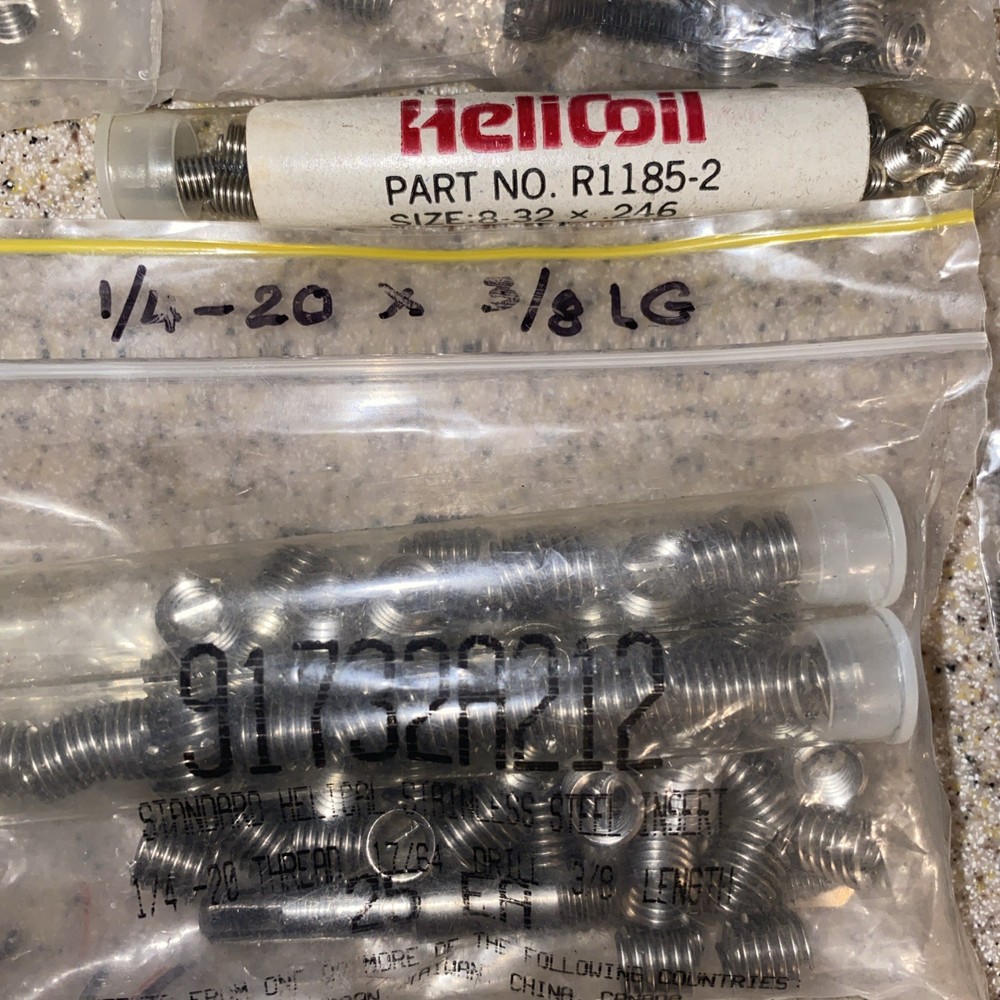 HeliCoil
PART NO. R1185-2
SIZE:8-32 x .246
1/4-20 x 3/8 LG
91732A212
STANDARD HELICAL STAINLESS STEEL INSERT
1/4 -20 THREAD 17/64 DRILL 3/8 LENGTH
25 EA
FROM ONE OR MORE OF THE FOLLOWING COUNTRIES:
TAIWAN, CHINA, CANADA